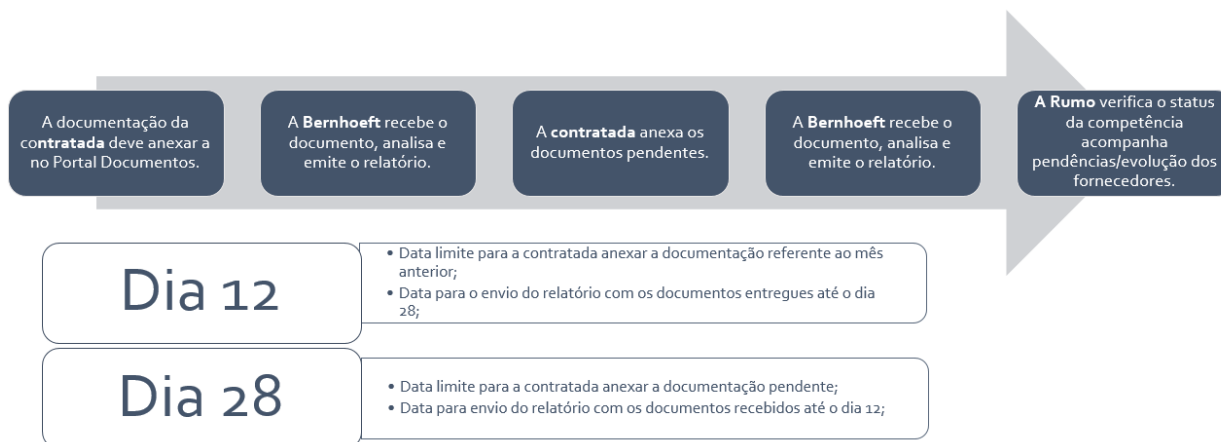 A documentação da
contratada deve anexar a
no Portal Documentos.
A Bernhoeft recebe o
documento, analisa e
emite o relatório.
A contratada anexa os
documentos pendentes.
A Bernhoeft recebe o
documento, analisa e
emite o relatório.
A Rumo verifica o status
da competência
acompanha
pendências/evolução dos
fornecedores.
Dia 12
• Data limite para a contratada anexar a documentação referente ao mês
anterior;
• Data para o envio do relatório com os documentos entregues até o dia
28;
Dia 28
• Data limite para a contratada anexar a documentação pendente;
• Data para envio do relatório com os documentos recebidos até o dia 12;